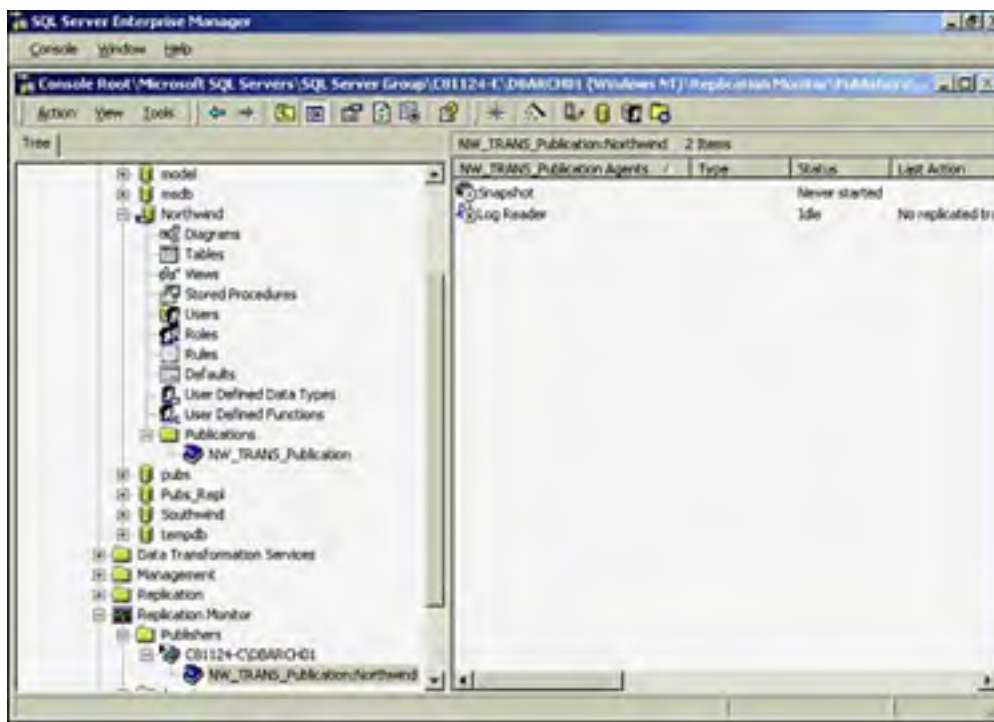 SQL Server Enterprise Manager
Console Window Help
Console Root\Microsoft SQL Servers\SQL Server Group\C81124-C\DBARCH01 (Windows NT)\Replication Monitor\Publishers\
Action View Tools
Tree
NW_TRANS_Publication:Northwind 2 Items
NW_TRANS_Publication Agents / Type Status Last Action
Snapshot Never started
Log Reader Idle No replicated tra
model
msdb
Northwind
Diagrams
Tables
Views
Stored Procedures
Users
Roles
Rules
Defaults
User Defined Data Types
User Defined Functions
Publications
NW_TRANS_Publication
pubs
Pubs_Repl
Southwind
tempdb
Data Transformation Services
Management
Replication
Replication Monitor
Publishers
C81124-C\DBARCH01
NW_TRANS_Publication:Northwind